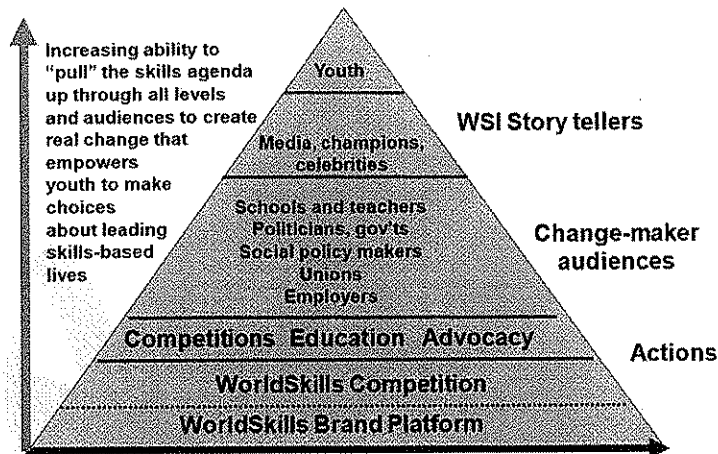 Increasing ability to
"pull" the skills agenda
up through all levels
and audiences to create
real change that
empowers
youth to make
choices
about leading
skills-based
lives
Youth
Media, champions,
celebrities
WSI Story tellers
Schools and teachers
Politicians, gov'ts
Social policy makers
Unions
Employers
Change-maker
audiences
Competitions Education Advocacy
Actions
WorldSkills Competition
WorldSkills Brand Platform